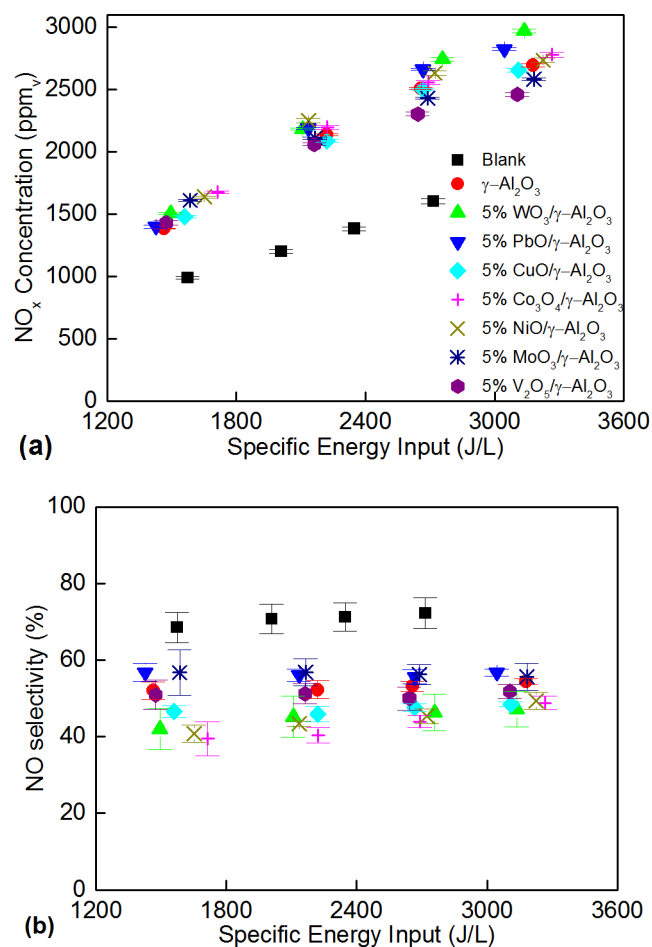 3000
2500
2000
1500
1000
500
0
NOₓ Concentration (ppmᵥ)
Blank
γ−Al₂O₃
5% WO₃/γ−Al₂O₃
5% PbO/γ−Al₂O₃
5% CuO/γ−Al₂O₃
5% Co₃O₄/γ−Al₂O₃
5% NiO/γ−Al₂O₃
5% MoO₃/γ−Al₂O₃
5% V₂O₅/γ−Al₂O₃
1200 1800 2400 3000 3600
(a)
Specific Energy Input (J/L)
100
80
60
40
20
0
NO selectivity (%)
1200 1800 2400 3000 3600
(b)
Specific Energy Input (J/L)